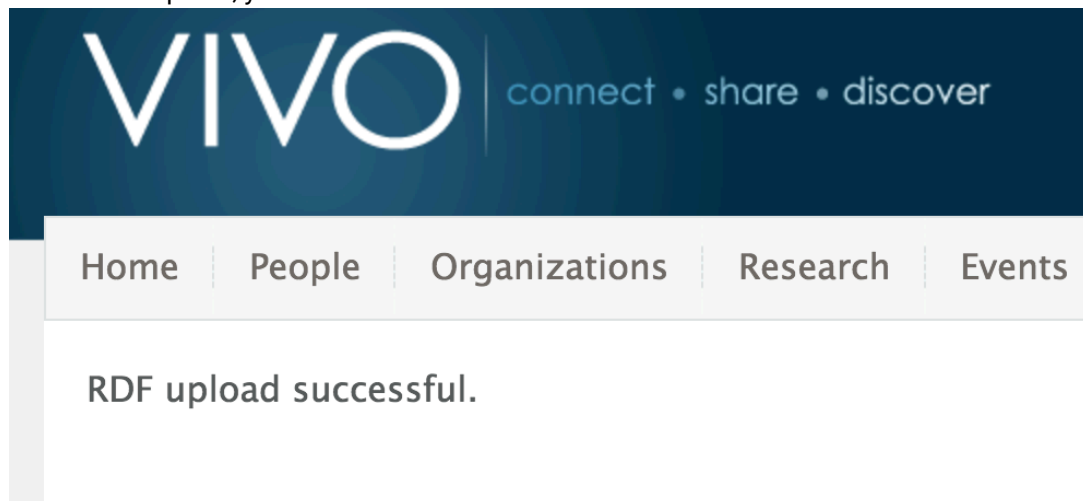 VIVO connect • share • discover
Home People Organizations Research Events
RDF upload successful.